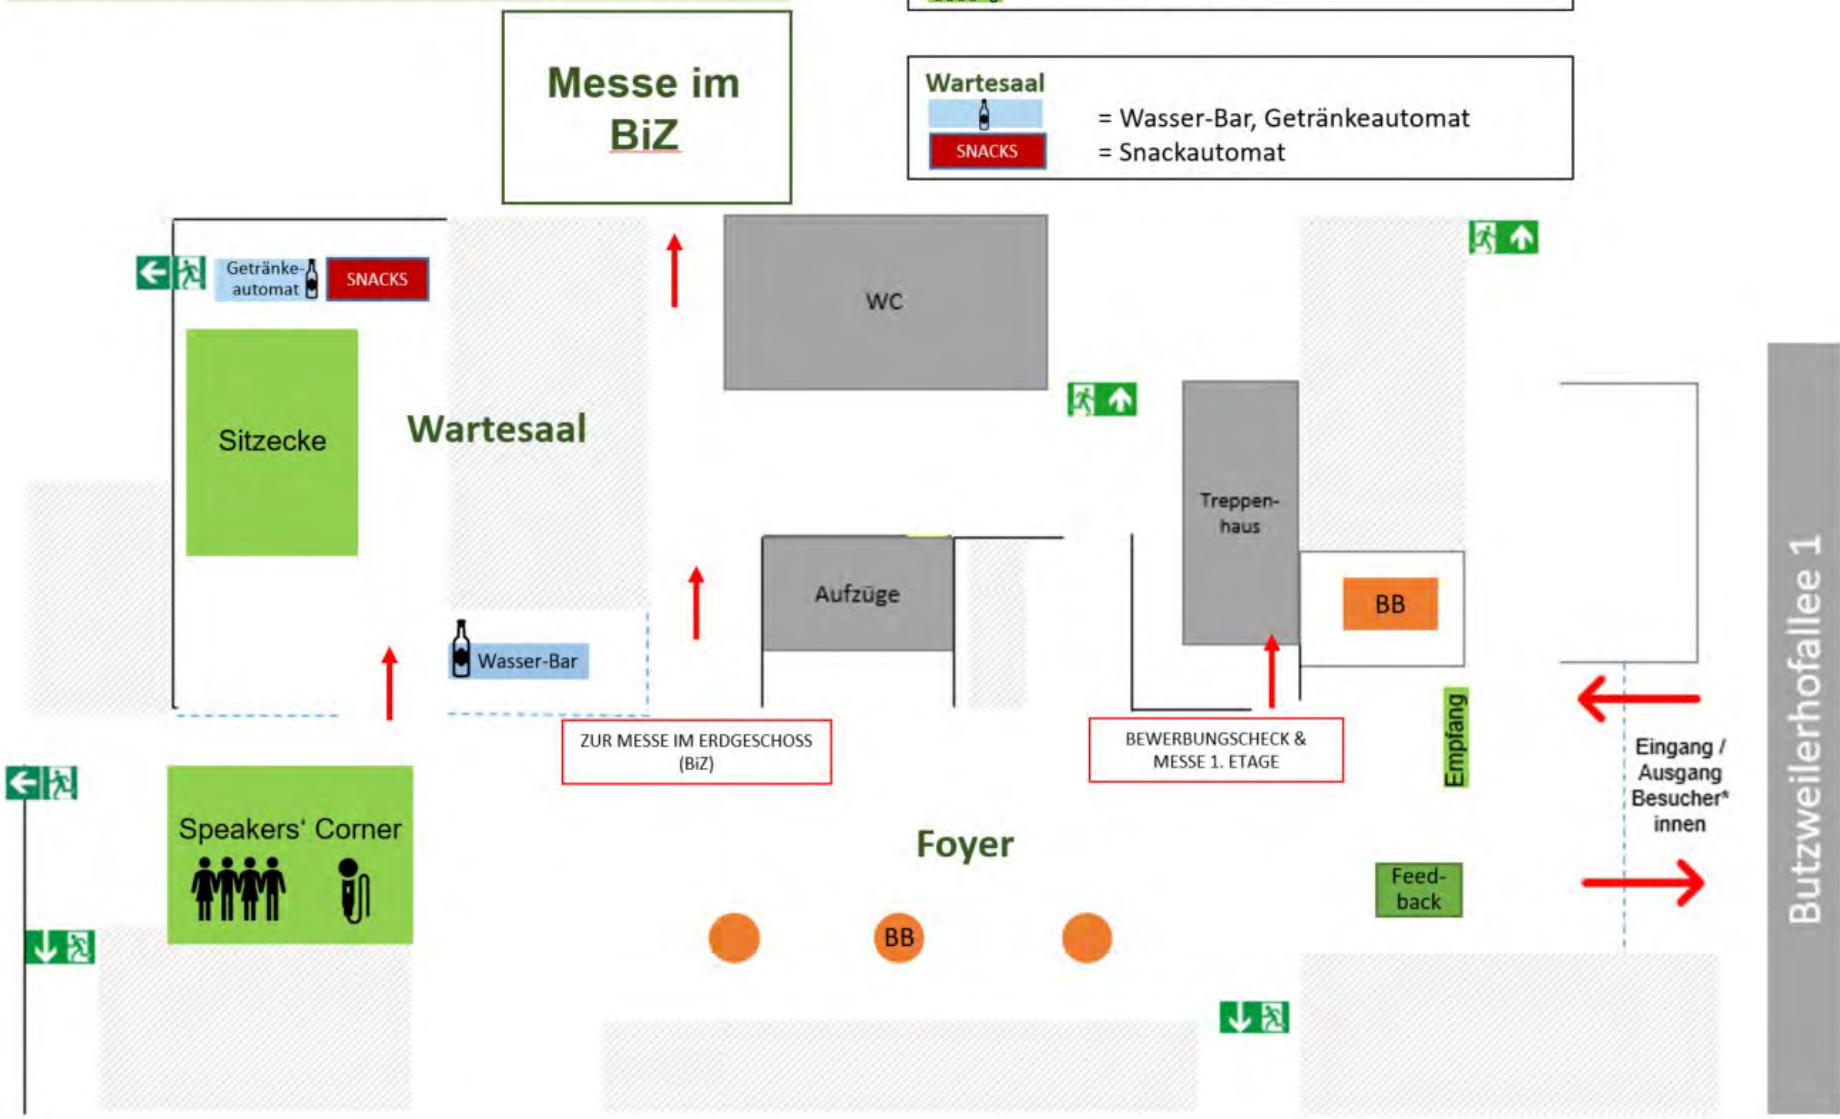 Messe im
BiZ
Wartesaal
= Wasser-Bar, Getränkeautomat
SNACKS
= Snackautomat
Getränke-
automat
SNACKS
WC
Sitzecke
Wartesaal
Treppen-
haus
Aufzüge
BB
Wasser-Bar
ZUR MESSE IM ERDGESCHOSS
(BiZ)
BEWERBUNGSCHECK &
MESSE 1. ETAGE
Empfang
Eingang /
Ausgang
Besucher*
innen
Butzweilerhofallee 1
Speakers‘ Corner
Foyer
Feed-
back
BB